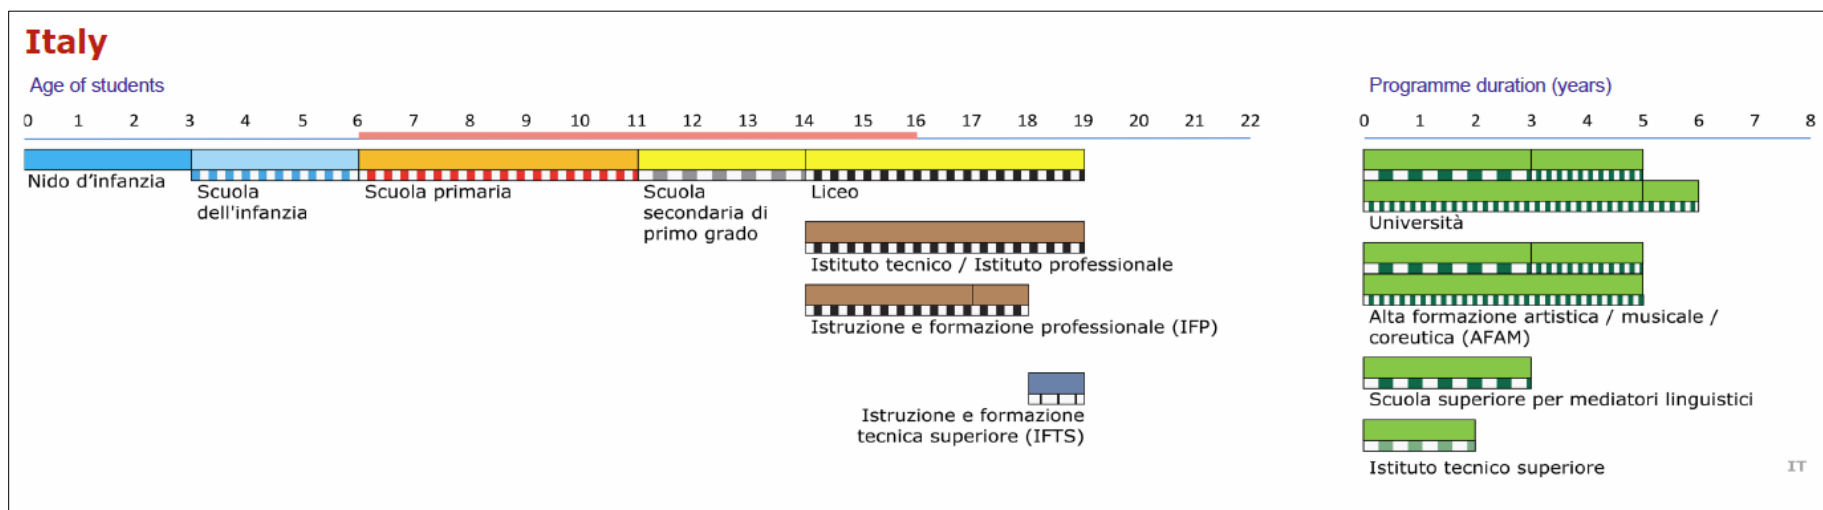 Italy
Age of students
Programme duration (years)
0 1 2 3 4 5 6 7 8 9 10 11 12 13 14 15 16 17 18 19 20 21 22
0 1 2 3 4 5 6 7 8
Nido d'infanzia
Scuola
dell'infanzia
Scuola primaria
Scuola
secondaria di
primo grado
Liceo
Istituto tecnico / Istituto professionale
Istruzione e formazione professionale (IFP)
Istruzione e formazione
tecnica superiore (IFTS)
Università
Alta formazione artistica / musicale /
coreutica (AFAM)
Scuola superiore per mediatori linguistici
Istituto tecnico superiore
IT